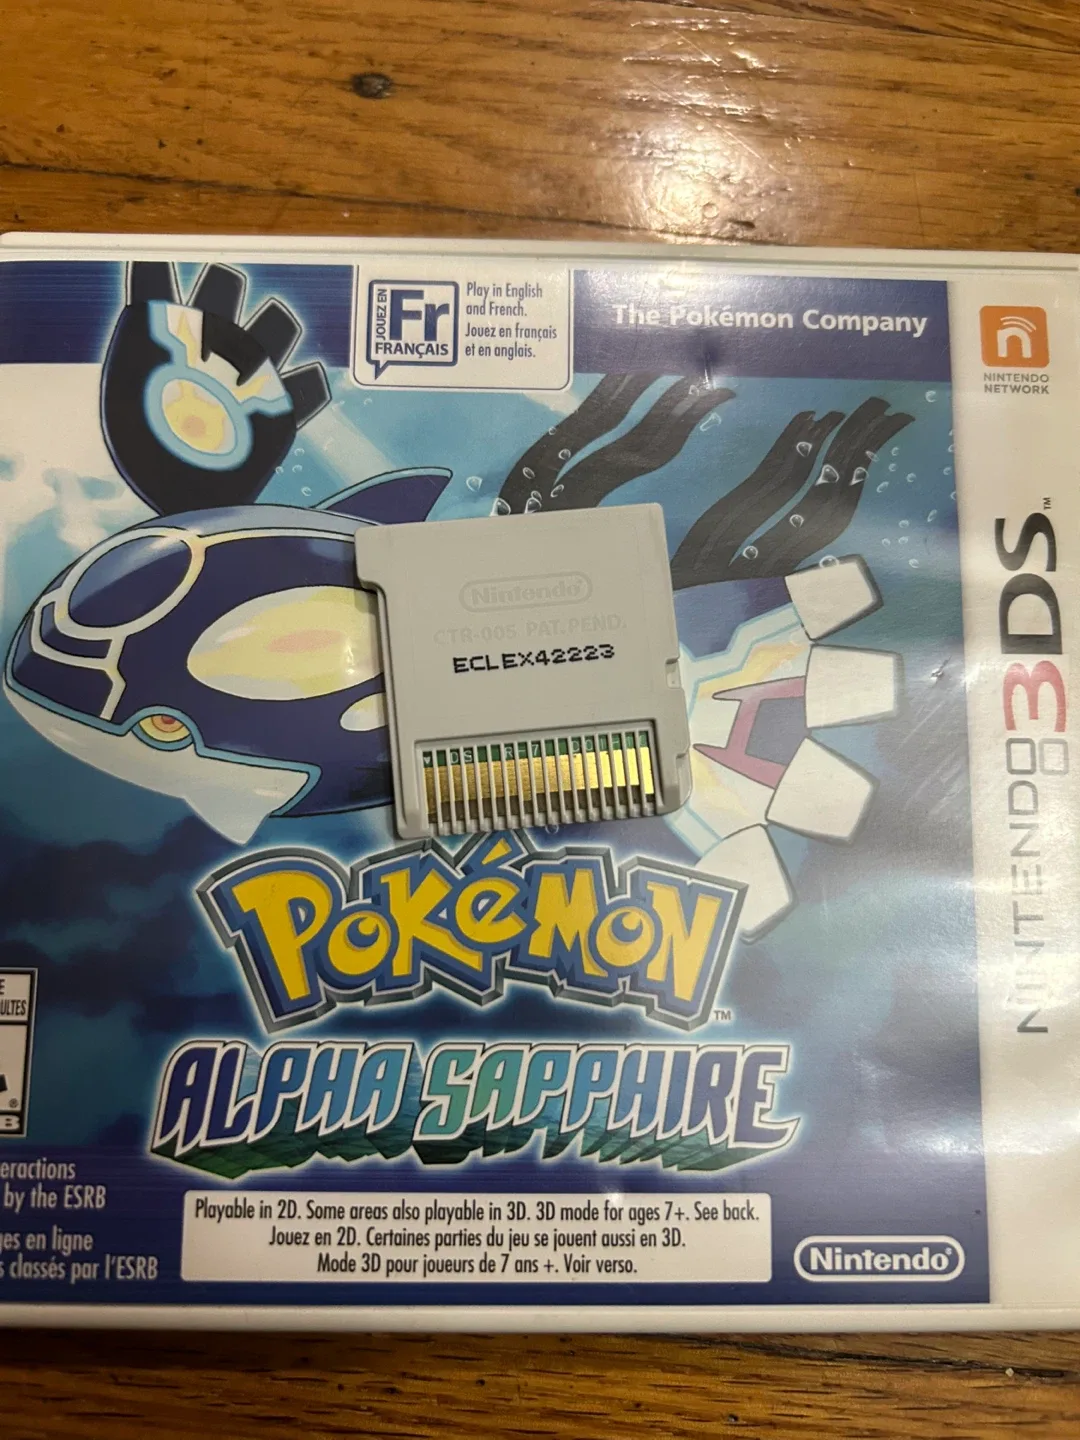 JOUEZ EN
Fr
FRANÇAIS
Play in English
and French.
Jouez en français
et en anglais.
The Pokémon Company
n
NINTENDO
NETWORK
NINTENDO 3DS™
Nintendo®
CTR-005 PAT.PEND.
ECLEX42223
POKéMON™
ALPHA SAPPHIRE
E
ULTES
®
B
eractions
by the ESRB
es en ligne
s classés par l'ESRB
Playable in 2D. Some areas also playable in 3D. 3D mode for ages 7+. See back.
Jouez en 2D. Certaines parties du jeu se jouent aussi en 3D.
Mode 3D pour joueurs de 7 ans +. Voir verso.
Nintendo®